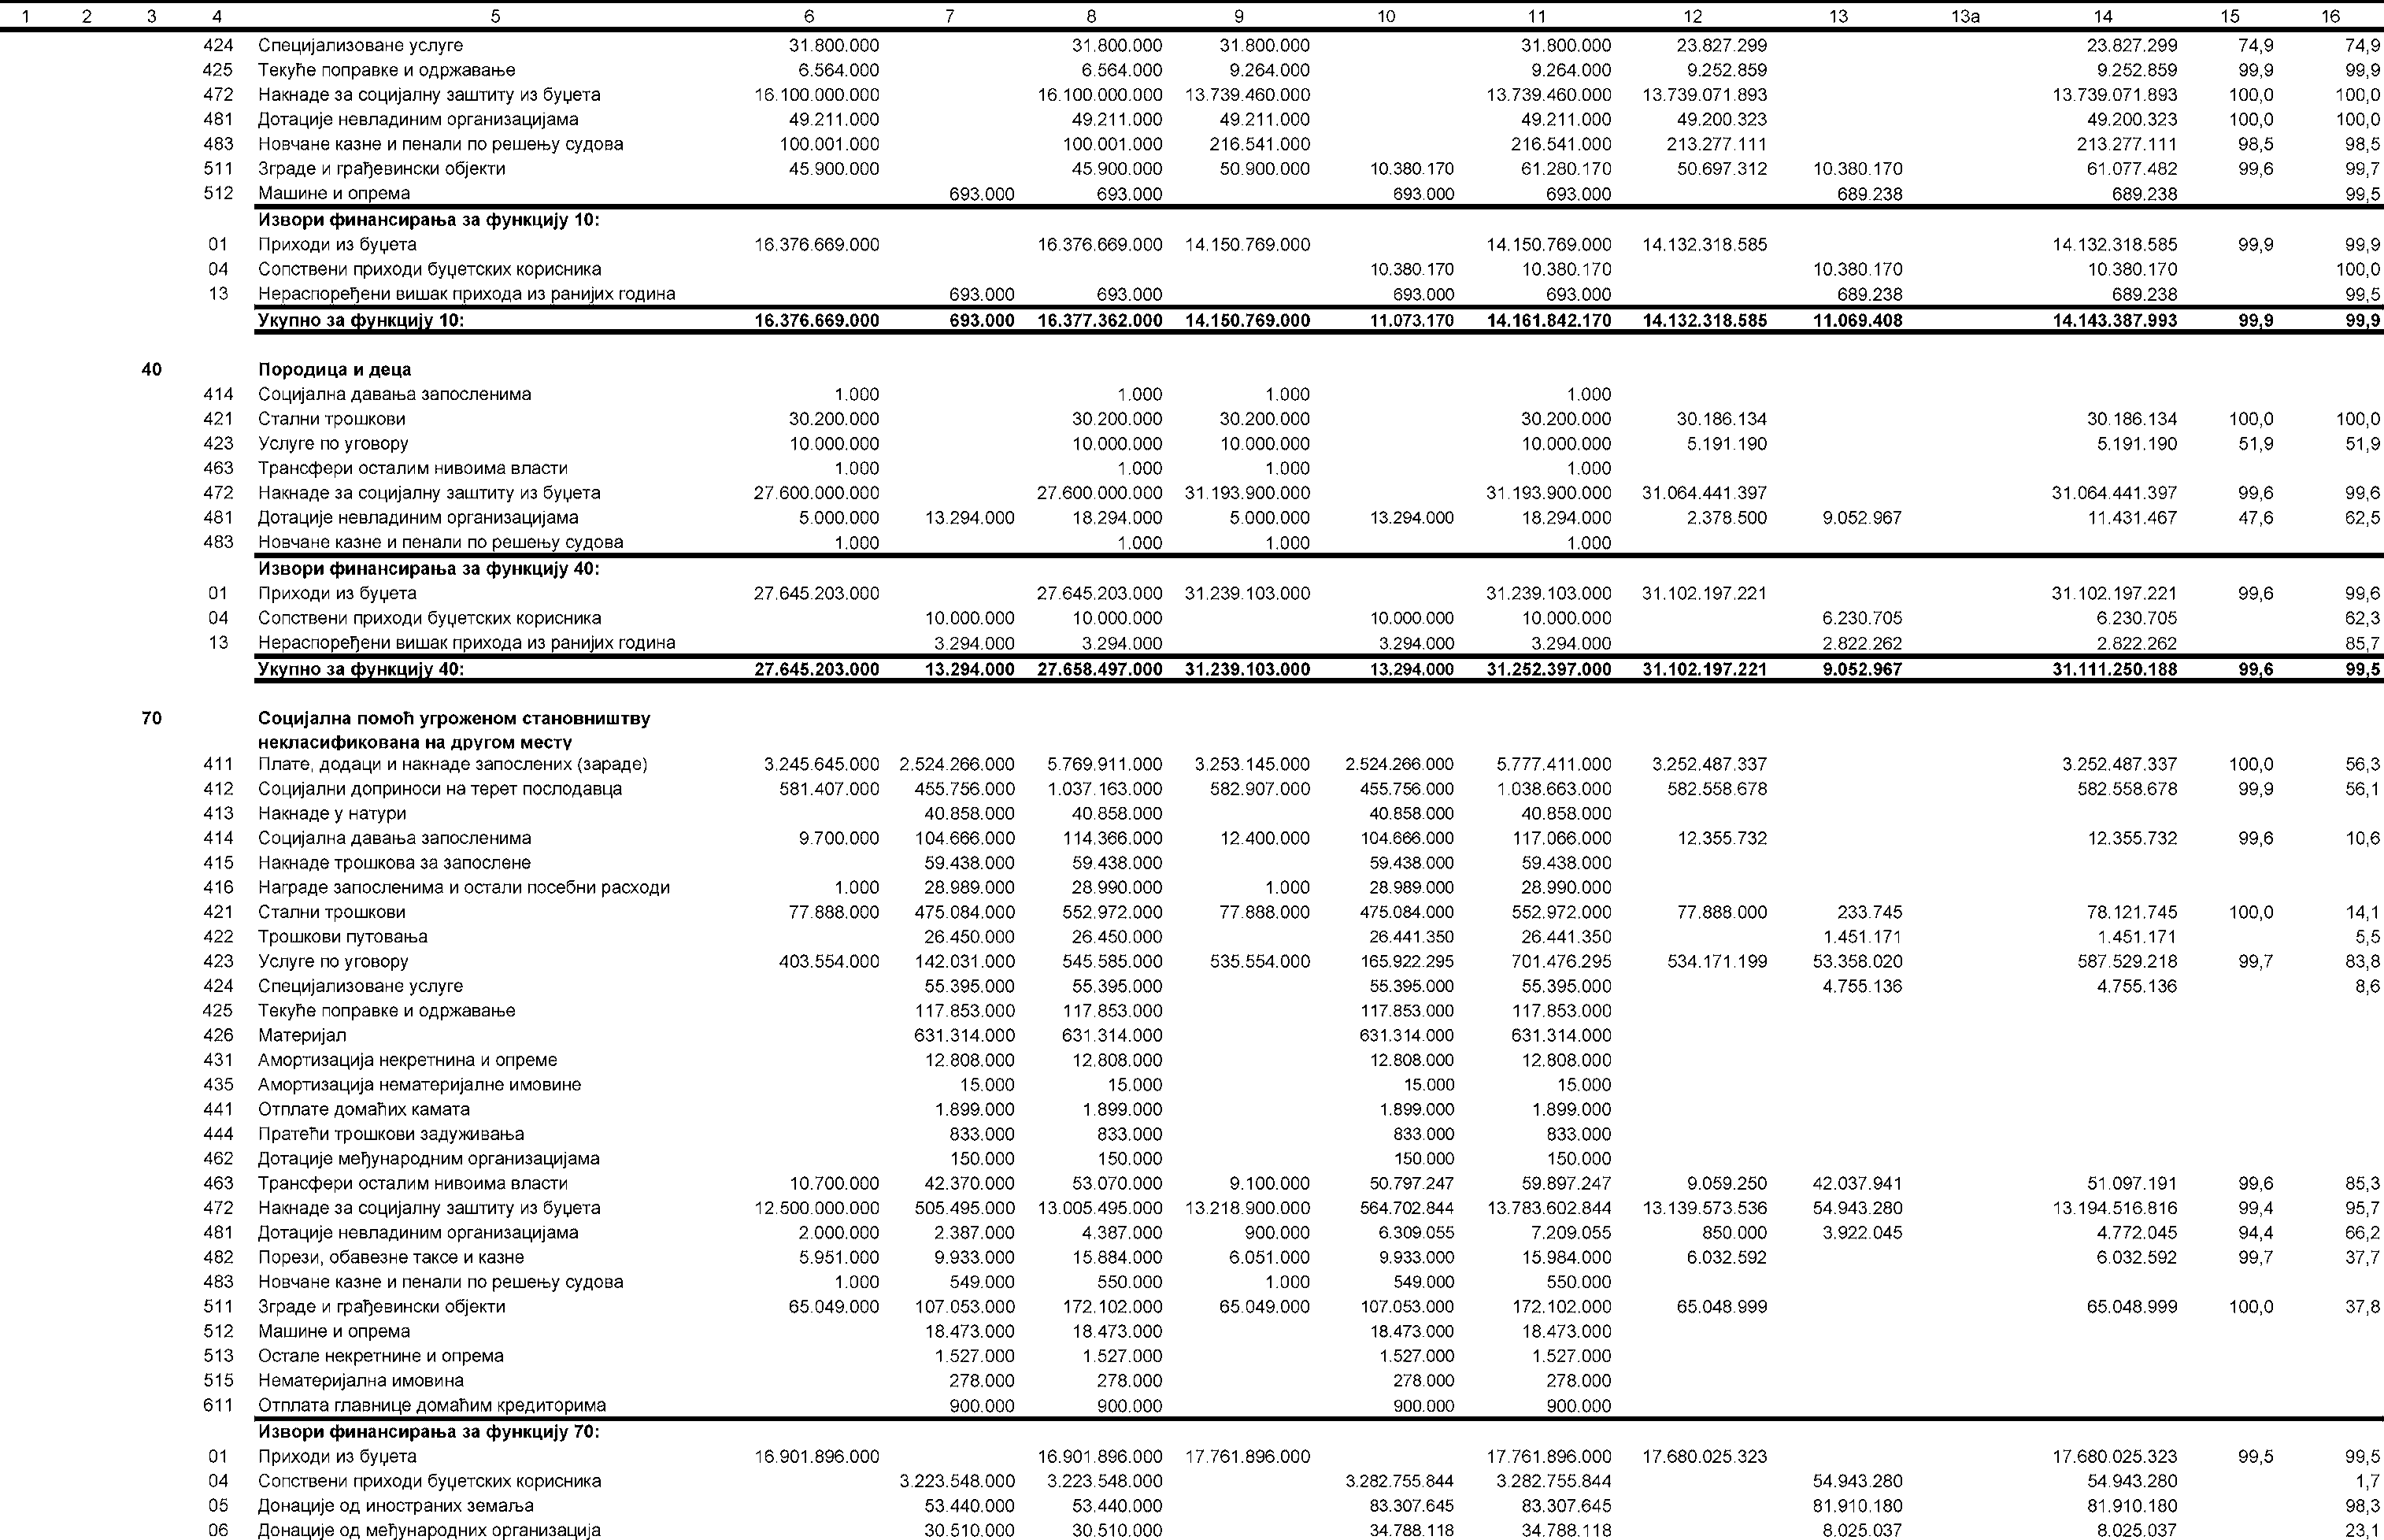 1 2 3 4 5 6 7 8 9 10 11 12 13 13a 14 15 16
424 Специјализоване услуге 31.800.000 31.800.000 31.800.000 31.800.000 23.827.299 23.827.299 74,9 74,9
425 Текуће поправке и одржавање 6.564.000 6.564.000 9.264.000 9.264.000 9.252.859 9.252.859 99,9 99,9
472 Накнаде за социјалну заштиту из буџета 16.100.000.000 16.100.000.000 13.739.460.000 13.739.460.000 13.739.071.893 13.739.071.893 100,0 100,0
481 Дотације невладиним организацијама 49.211.000 49.211.000 49.211.000 49.211.000 49.200.323 49.200.323 100,0 100,0
483 Новчане казне и пенали по решењу судова 100.001.000 100.001.000 216.541.000 216.541.000 213.277.111 213.277.111 98,5 98,5
511 Зграде и грађевински објекти 45.900.000 45.900.000 50.900.000 10.380.170 61.280.170 50.697.312 10.380.170 61.077.482 99,6 99,7
512 Машине и опрема 693.000 693.000 693.000 693.000 689.238 689.238 99,5
Извори финансирања за функцију 10:
01 Приходи из буџета 16.376.669.000 16.376.669.000 14.150.769.000 14.150.769.000 14.132.318.585 14.132.318.585 99,9 99,9
04 Сопствени приходи буџетских корисника 10.380.170 10.380.170 10.380.170 10.380.170 100,0
13 Нераспоређени вишак прихода из ранијих година 693.000 693.000 693.000 693.000 689.238 689.238 99,5
Укупно за функцију 10: 16.376.669.000 693.000 16.377.362.000 14.150.769.000 11.073.170 14.161.842.170 14.132.318.585 11.069.408 14.143.387.993 99,9 99,9
40 Породица и деца
414 Социјална давања запосленима 1.000 1.000 1.000 1.000
421 Стални трошкови 30.200.000 30.200.000 30.200.000 30.200.000 30.186.134 30.186.134 100,0 100,0
423 Услуге по уговору 10.000.000 10.000.000 10.000.000 10.000.000 5.191.190 5.191.190 51,9 51,9
463 Трансфери осталим нивоима власти 1.000 1.000 1.000 1.000
472 Накнаде за социјалну заштиту из буџета 27.600.000.000 27.600.000.000 31.193.900.000 31.193.900.000 31.064.441.397 31.064.441.397 99,6 99,6
481 Дотације невладиним организацијама 5.000.000 13.294.000 18.294.000 5.000.000 13.294.000 18.294.000 2.378.500 9.052.967 11.431.467 47,6 62,5
483 Новчане казне и пенали по решењу судова 1.000 1.000 1.000 1.000
Извори финансирања за функцију 40:
01 Приходи из буџета 27.645.203.000 27.645.203.000 31.239.103.000 31.239.103.000 31.102.197.221 31.102.197.221 99,6 99,6
04 Сопствени приходи буџетских корисника 10.000.000 10.000.000 10.000.000 10.000.000 6.230.705 6.230.705 62,3
13 Нераспоређени вишак прихода из ранијих година 3.294.000 3.294.000 3.294.000 3.294.000 2.822.262 2.822.262 85,7
Укупно за функцију 40: 27.645.203.000 13.294.000 27.658.497.000 31.239.103.000 13.294.000 31.252.397.000 31.102.197.221 9.052.967 31.111.250.188 99,6 99,5
70 Социјална помоћ угроженом становништву
некласификована на другом месту
411 Плате, додаци и накнаде запослених (зараде) 3.245.645.000 2.524.266.000 5.769.911.000 3.253.145.000 2.524.266.000 5.777.411.000 3.252.487.337 3.252.487.337 100,0 56,3
412 Социјални доприноси на терет послодавца 581.407.000 455.756.000 1.037.163.000 582.907.000 455.756.000 1.038.663.000 582.558.678 582.558.678 99,9 56,1
413 Накнаде у натури 40.858.000 40.858.000 40.858.000 40.858.000
414 Социјална давања запосленима 9.700.000 104.666.000 114.366.000 12.400.000 104.666.000 117.066.000 12.355.732 12.355.732 99,6 10,6
415 Накнаде трошкова за запослене 59.438.000 59.438.000 59.438.000 59.438.000
416 Награде запосленима и остали посебни расходи 1.000 28.989.000 28.990.000 1.000 28.989.000 28.990.000
421 Стални трошкови 77.888.000 475.084.000 552.972.000 77.888.000 475.084.000 552.972.000 77.888.000 233.745 78.121.745 100,0 14,1
422 Трошкови путовања 26.450.000 26.450.000 26.441.350 26.441.350 1.451.171 1.451.171 5,5
423 Услуге по уговору 403.554.000 142.031.000 545.585.000 535.554.000 165.922.295 701.476.295 534.171.199 53.358.020 587.529.218 99,7 83,8
424 Специјализоване услуге 55.395.000 55.395.000 55.395.000 55.395.000 4.755.136 4.755.136 8,6
425 Текуће поправке и одржавање 117.853.000 117.853.000 117.853.000 117.853.000
426 Материјал 631.314.000 631.314.000 631.314.000 631.314.000
431 Амортизација некретнина и опреме 12.808.000 12.808.000 12.808.000 12.808.000
435 Амортизација нематеријалне имовине 15.000 15.000 15.000 15.000
441 Отплате домаћих камата 1.899.000 1.899.000 1.899.000 1.899.000
444 Пратећи трошкови задуживања 833.000 833.000 833.000 833.000
462 Дотације међународним организацијама 150.000 150.000 150.000 150.000
463 Трансфери осталим нивоима власти 10.700.000 42.370.000 53.070.000 9.100.000 50.797.247 59.897.247 9.059.250 42.037.941 51.097.191 99,6 85,3
472 Накнаде за социјалну заштиту из буџета 12.500.000.000 505.495.000 13.005.495.000 13.218.900.000 564.702.844 13.783.602.844 13.139.573.536 54.943.280 13.194.516.816 99,4 95,7
481 Дотације невладиним организацијама 2.000.000 2.387.000 4.387.000 900.000 6.309.055 7.209.055 850.000 3.922.045 4.772.045 94,4 66,2
482 Порези, обавезне таксе и казне 5.951.000 9.933.000 15.884.000 6.051.000 9.933.000 15.984.000 6.032.592 6.032.592 99,7 37,7
483 Новчане казне и пенали по решењу судова 1.000 549.000 550.000 1.000 549.000 550.000
511 Зграде и грађевински објекти 65.049.000 107.053.000 172.102.000 65.049.000 107.053.000 172.102.000 65.048.999 65.048.999 100,0 37,8
512 Машине и опрема 18.473.000 18.473.000 18.473.000 18.473.000
513 Остале некретнине и опрема 1.527.000 1.527.000 1.527.000 1.527.000
515 Нематеријална имовина 278.000 278.000 278.000 278.000
611 Отплата главнице домаћим кредиторима 900.000 900.000 900.000 900.000
Извори финансирања за функцију 70:
01 Приходи из буџета 16.901.896.000 16.901.896.000 17.761.896.000 17.761.896.000 17.680.025.323 17.680.025.323 99,5 99,5
04 Сопствени приходи буџетских корисника 3.223.548.000 3.223.548.000 3.282.755.844 3.282.755.844 54.943.280 54.943.280 1,7
05 Донације од иностраних земаља 53.440.000 53.440.000 83.307.645 83.307.645 81.910.180 81.910.180 98,3
06 Донације од међународних организација 30.510.000 30.510.000 34.788.118 34.788.118 8.025.037 8.025.037 23,1